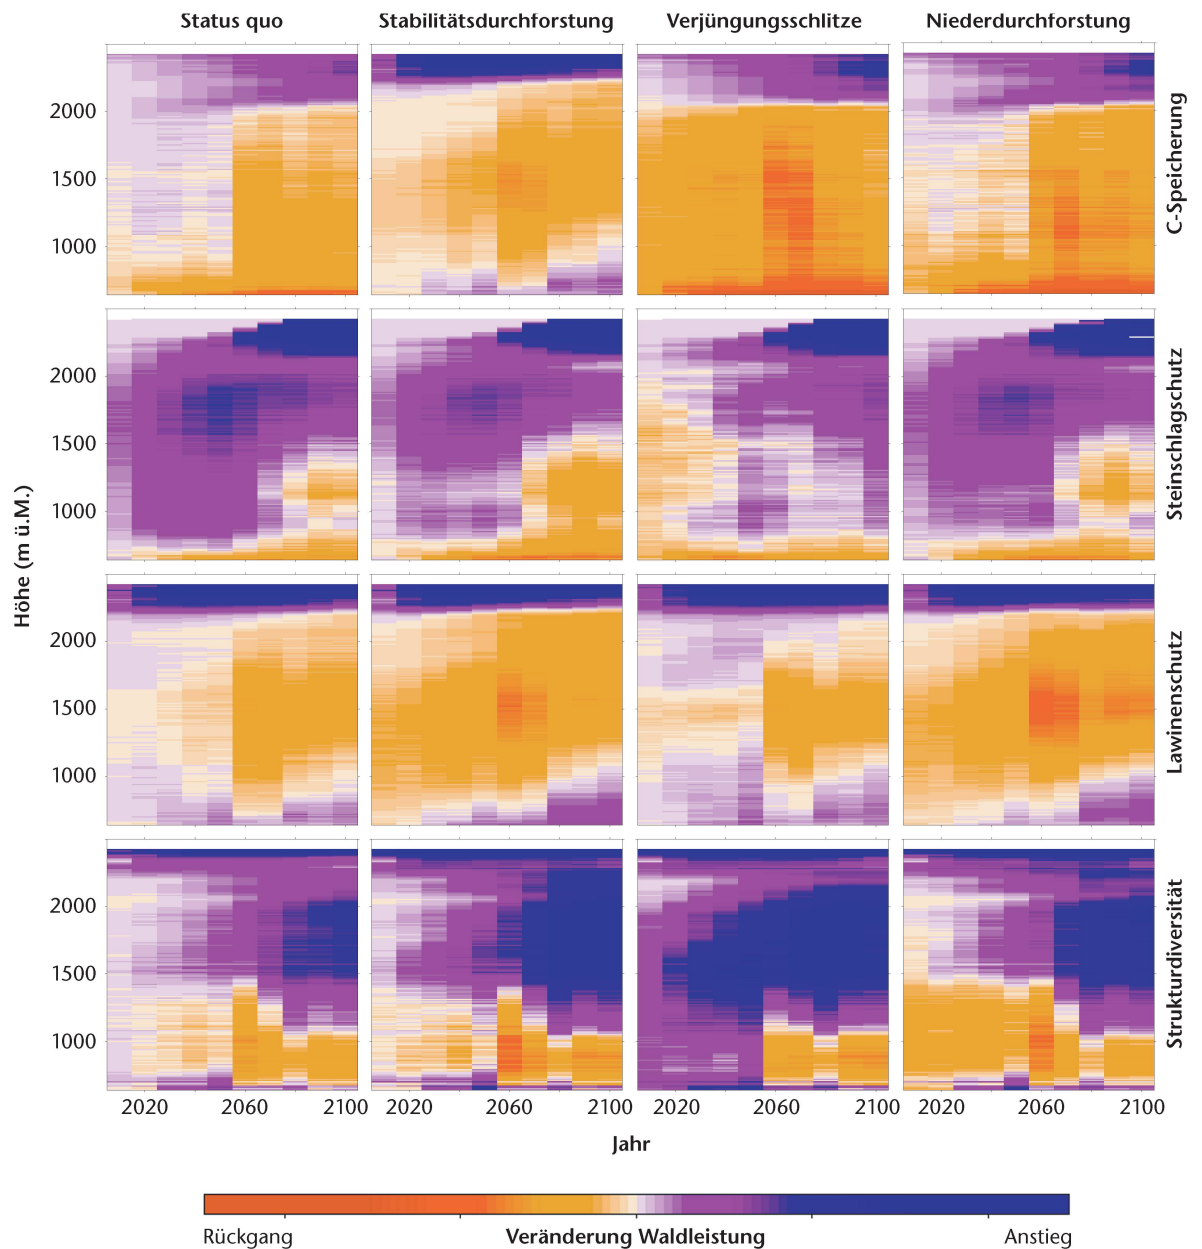 Status quo Stabilitätsdurchforstung Verjüngungsschlitze Niederdurchforstung
2000
1500
1000
C-Speicherung
2000
1500
1000
Steinschlagschutz
Höhe (m ü.M.)
2000
1500
1000
Lawinenschutz
2000
1500
1000
Strukturdiversität
2020 2060 2100 2020 2060 2100 2020 2060 2100 2020 2060 2100
Jahr
Rückgang Veränderung Waldleistung Anstieg